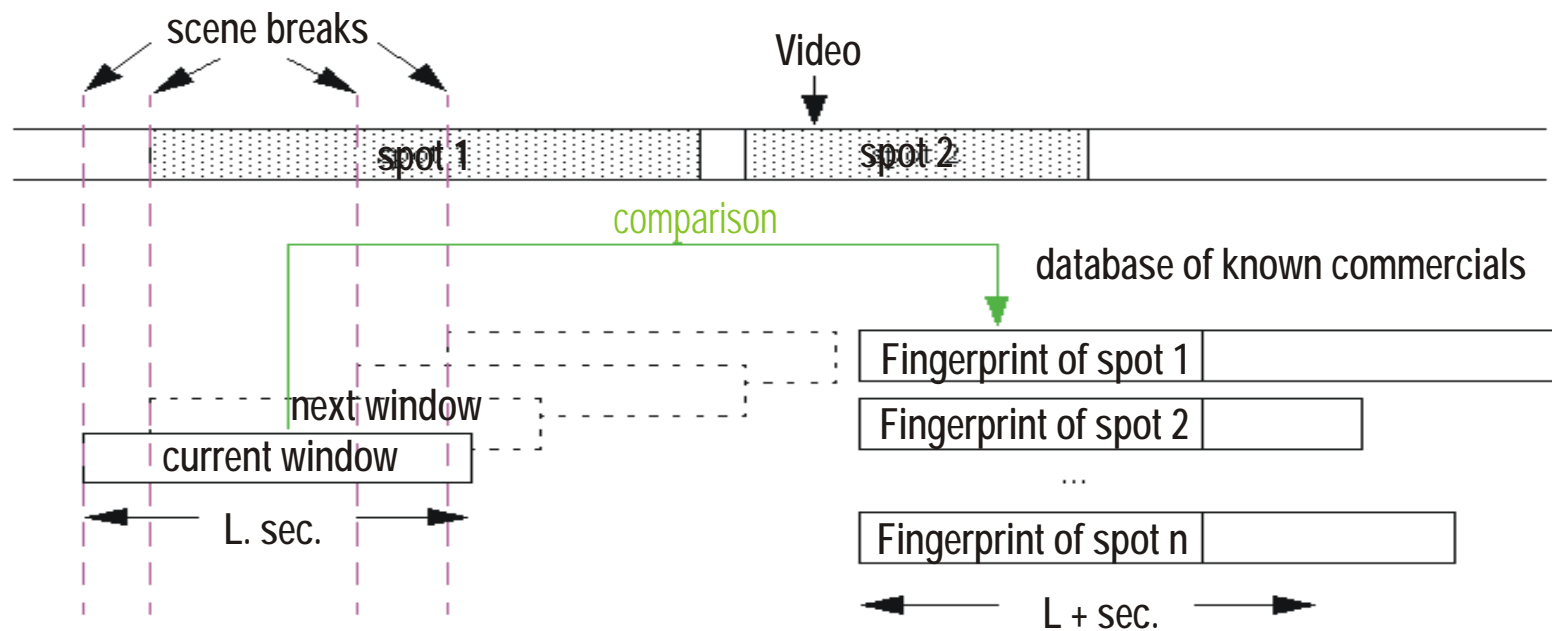 scene breaks
Video
spot 1
spot 2
comparison
database of known commercials
Fingerprint of spot 1
next window
Fingerprint of spot 2
current window
...
L. sec.
Fingerprint of spot n
L + sec.